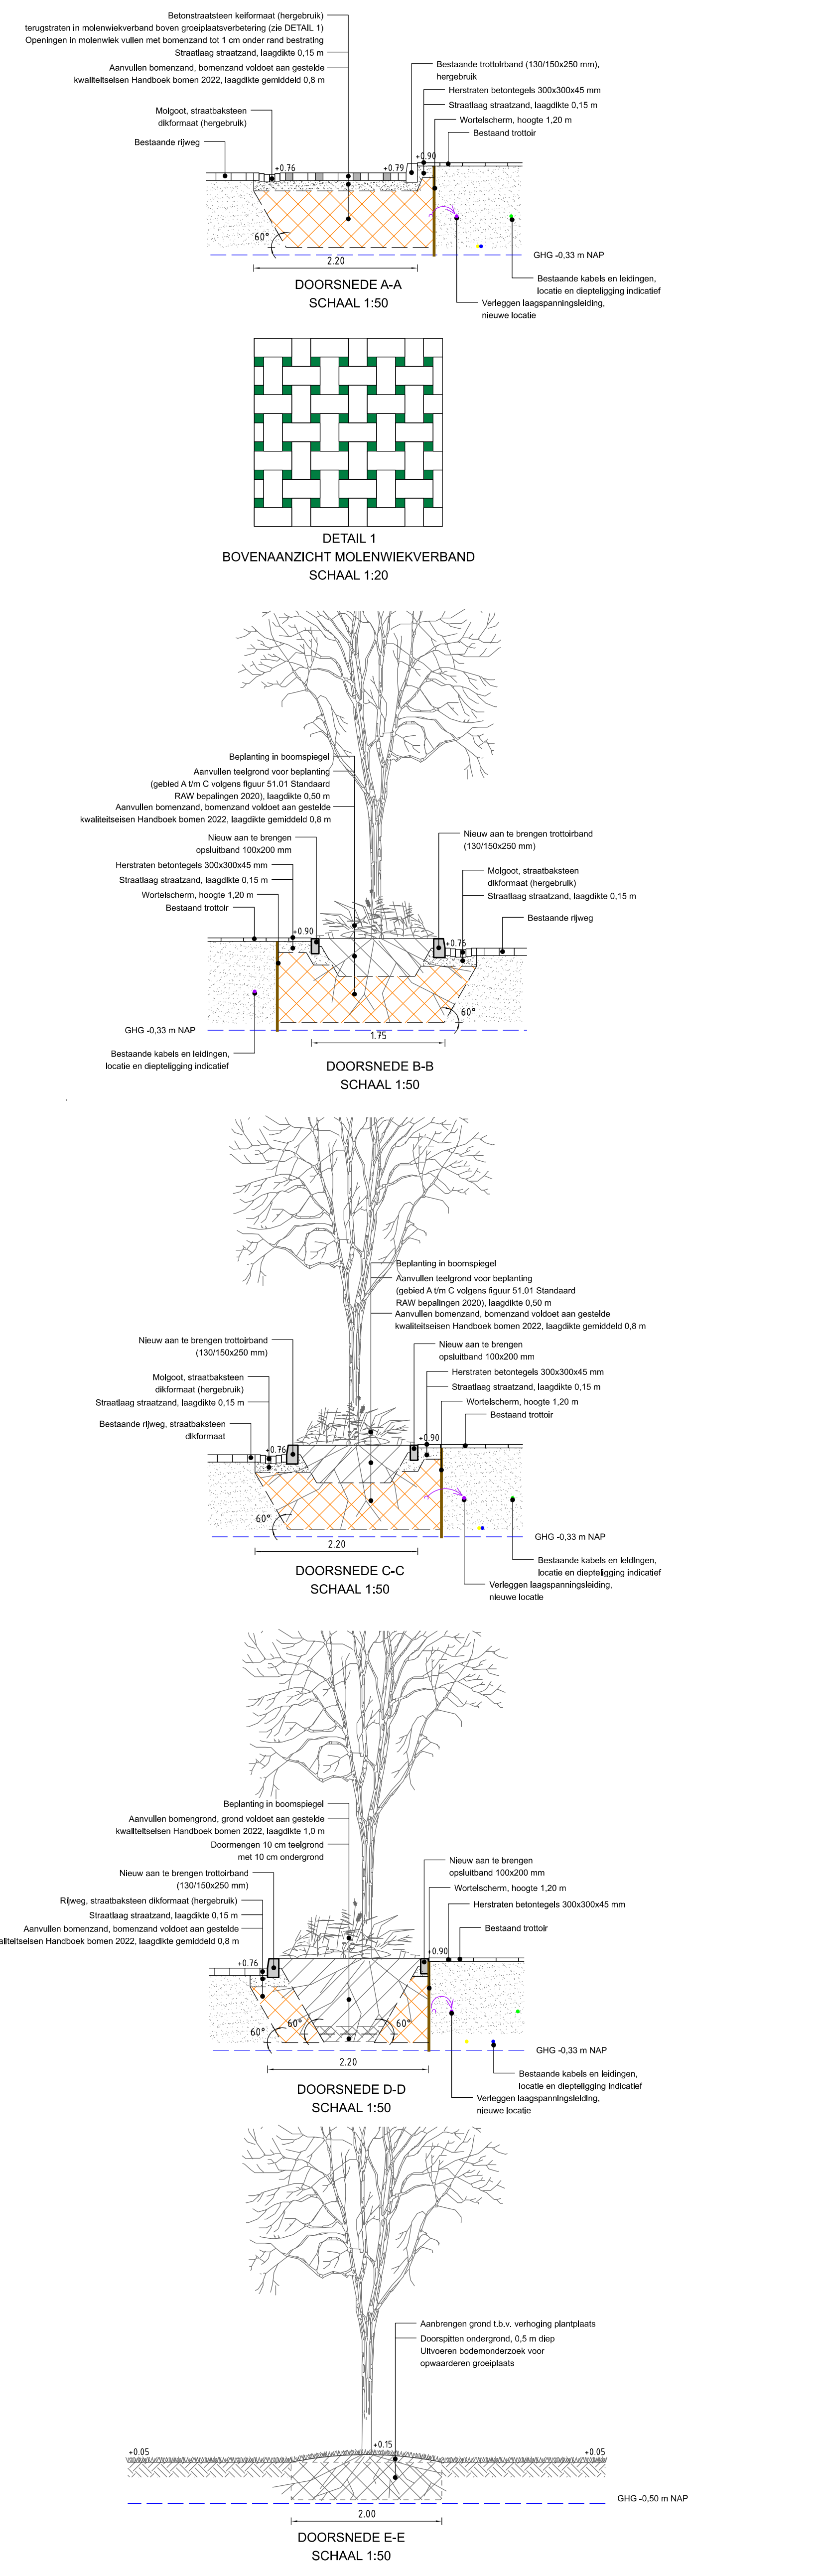 Betonstraatsteen keiformaat (hergebruik)
terugstraten in molenwiekverband boven groeiplaatsverbetering (zie DETAIL 1)
Openingen in molenwiek vullen met bomenzand tot 1 cm onder rand bestrating
Straatlaag straatzand, laagdikte 0,15 m
Aanvullen bomenzand, bomenzand voldoet aan gestelde
kwaliteitseisen Handboek bomen 2022, laagdikte gemiddeld 0,8 m
Bestaande trottoirband (130/150x250 mm),
hergebruik
Herstraten betontegels 300x300x45 mm
Straatlaag straatzand, laagdikte 0,15 m
Wortelscherm, hoogte 1,20 m
Bestaand trottoir
Molgoot, straatbaksteen
dikformaat (hergebruik)
Bestaande rijweg
+0.76
+0.79
+0.90
60°
GHG -0,33 m NAP
2.20
Bestaande kabels en leidingen,
locatie en diepteligging indicatief
Verleggen laagspanningsleiding,
nieuwe locatie
DOORSNEDE A-A
SCHAAL 1:50
DETAIL 1
BOVENAANZICHT MOLENWIEKVERBAND
SCHAAL 1:20
Beplanting in boomspiegel
Aanvullen teelgrond voor beplanting
(gebied A t/m C volgens figuur 51.01 Standaard
RAW bepalingen 2020), laagdikte 0,50 m
Aanvullen bomenzand, bomenzand voldoet aan gestelde
kwaliteitseisen Handboek bomen 2022, laagdikte gemiddeld 0,8 m
Nieuw aan te brengen
opsluitband 100x200 mm
Herstraten betontegels 300x300x45 mm
Straatlaag straatzand, laagdikte 0,15 m
Wortelscherm, hoogte 1,20 m
Bestaand trottoir
Nieuw aan te brengen trottoirband
(130/150x250 mm)
Molgoot, straatbaksteen
dikformaat (hergebruik)
Straatlaag straatzand, laagdikte 0,15 m
Bestaande rijweg
+0.90
+0.76
60°
GHG -0,33 m NAP
1.75
Bestaande kabels en leidingen,
locatie en diepteligging indicatief
DOORSNEDE B-B
SCHAAL 1:50
Beplanting in boomspiegel
Aanvullen teelgrond voor beplanting
(gebied A t/m C volgens figuur 51.01 Standaard
RAW bepalingen 2020), laagdikte 0,50 m
Aanvullen bomenzand, bomenzand voldoet aan gestelde
kwaliteitseisen Handboek bomen 2022, laagdikte gemiddeld 0,8 m
Nieuw aan te brengen trottoirband
(130/150x250 mm)
Molgoot, straatbaksteen
dikformaat (hergebruik)
Straatlaag straatzand, laagdikte 0,15 m
Bestaande rijweg, straatbaksteen
dikformaat
Nieuw aan te brengen
opsluitband 100x200 mm
Herstraten betontegels 300x300x45 mm
Straatlaag straatzand, laagdikte 0,15 m
Wortelscherm, hoogte 1,20 m
Bestaand trottoir
+0.76
+0.90
60°
GHG -0,33 m NAP
2.20
Bestaande kabels en leidingen,
locatie en diepteligging indicatief
Verleggen laagspanningsleiding,
nieuwe locatie
DOORSNEDE C-C
SCHAAL 1:50
Beplanting in boomspiegel
Aanvullen bomengrond, grond voldoet aan gestelde
kwaliteitseisen Handboek bomen 2022, laagdikte 1,0 m
Doormengen 10 cm teelgrond
met 10 cm ondergrond
Nieuw aan te brengen trottoirband
(130/150x250 mm)
Rijweg, straatbaksteen dikformaat (hergebruik)
Straatlaag straatzand, laagdikte 0,15 m
Aanvullen bomenzand, bomenzand voldoet aan gestelde
aliteitseisen Handboek bomen 2022, laagdikte gemiddeld 0,8 m
Nieuw aan te brengen
opsluitband 100x200 mm
Wortelscherm, hoogte 1,20 m
Herstraten betontegels 300x300x45 mm
Bestaand trottoir
+0.76
+0.90
60°
60°
60°
GHG -0,33 m NAP
2.20
Bestaande kabels en leidingen,
locatie en diepteligging indicatief
Verleggen laagspanningsleiding,
nieuwe locatie
DOORSNEDE D-D
SCHAAL 1:50
Aanbrengen grond t.b.v. verhoging plantplaats
Doorspitten ondergrond, 0,5 m diep
Uitvoeren bodemonderzoek voor
opwaarderen groeiplaats
+0.05
+0.15
+0.05
GHG -0,50 m NAP
2.00
DOORSNEDE E-E
SCHAAL 1:50